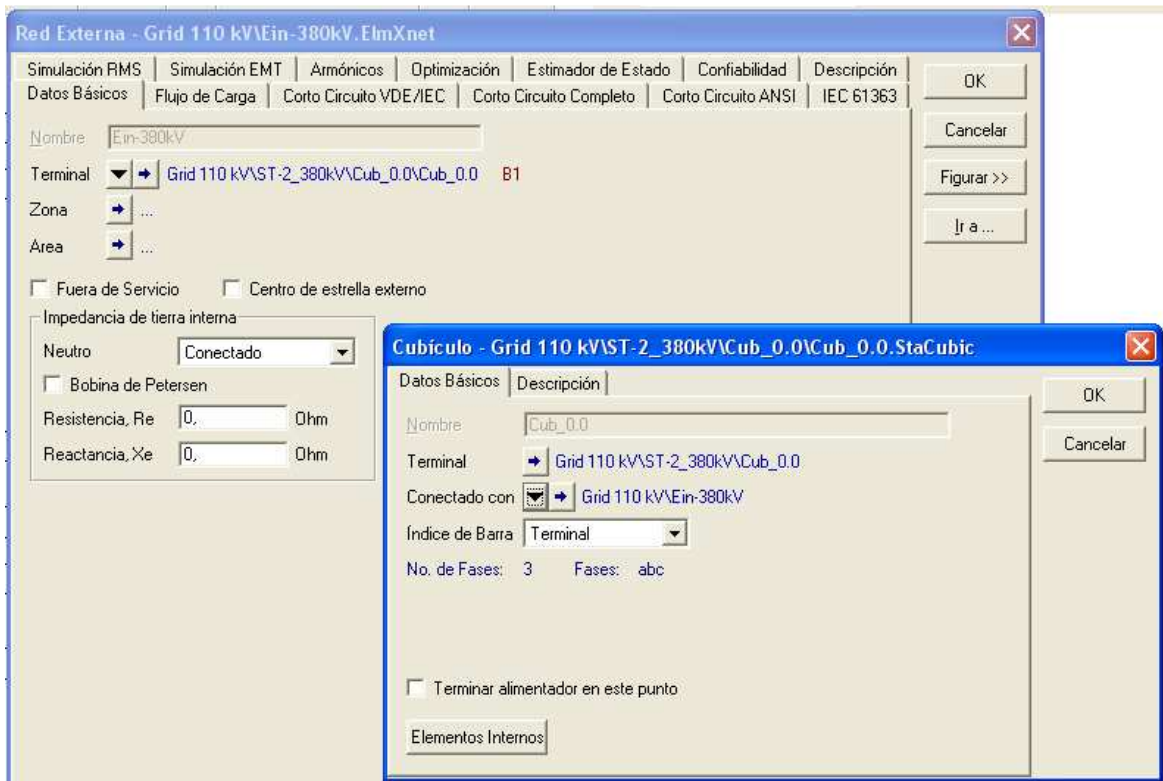 Red Externa - Grid 110 kV\Ein-380kV.ElmXnet
Simulación RMS Simulación EMT Armónicos Optimización Estimador de Estado Confiabilidad Descripción
Datos Básicos Flujo de Carga Corto Circuito VDE/IEC Corto Circuito Completo Corto Circuito ANSI IEC 61363
OK
Cancelar
Figurar >>
Ir a ...
Nombre Ein-380kV
Terminal Grid 110 kV\ST-2_380kV\Cub_0.0\Cub_0.0 B1
Zona ...
Area ...
Fuera de Servicio Centro de estrella externo
Impedancia de tierra interna
Neutro Conectado
Bobina de Petersen
Resistencia, Re 0, Ohm
Reactancia, Xe 0, Ohm
Cubículo - Grid 110 kV\ST-2_380kV\Cub_0.0\Cub_0.0.StaCubic
Datos Básicos Descripción
OK
Cancelar
Nombre Cub_0.0
Terminal Grid 110 kV\ST-2_380kV\Cub_0.0
Conectado con Grid 110 kV\Ein-380kV
Índice de Barra Terminal
No. de Fases: 3 Fases: abc
Terminar alimentador en este punto
Elementos Internos